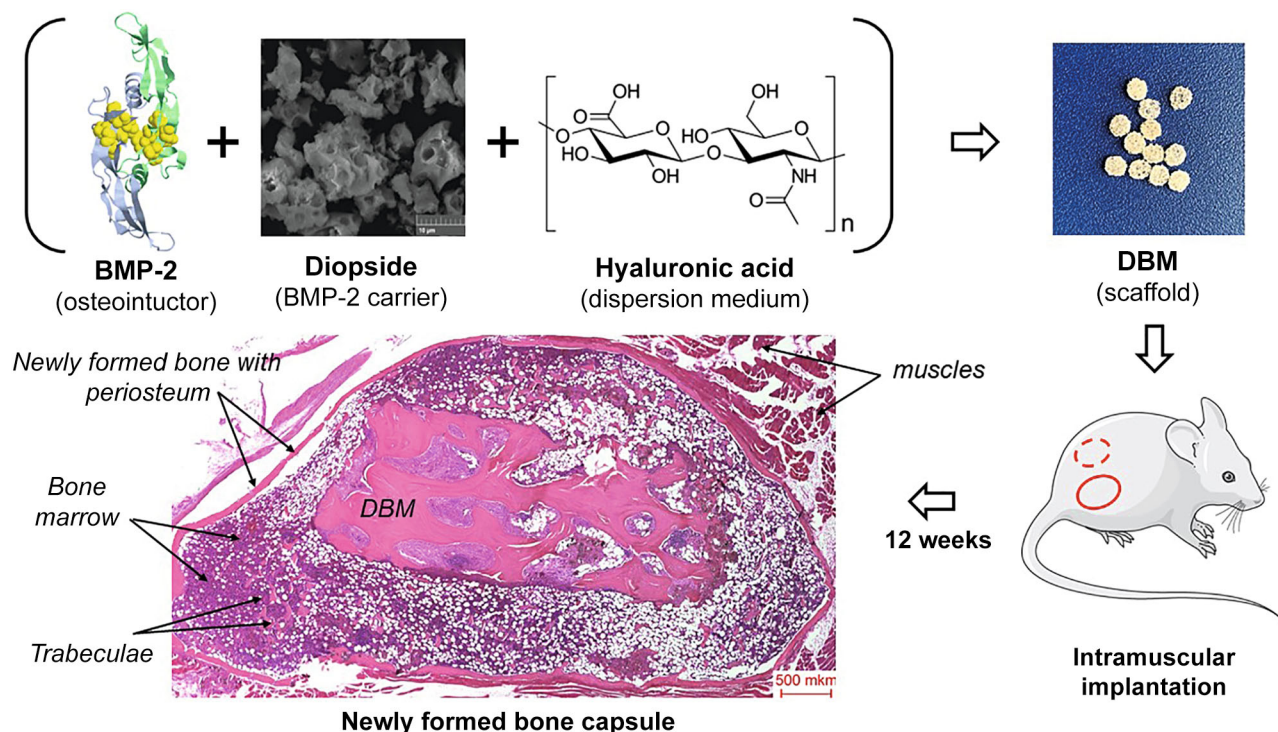 OH
O
O
HO
OH
OH
HO
O
O
O
NH
O
n
10 µm
BMP-2
(osteointuctor)
Diopside
(BMP-2 carrier)
Hyaluronic acid
(dispersion medium)
DBM
(scaffold)
Newly formed bone with
periosteum
muscles
Bone
marrow
DBM
12 weeks
Trabeculae
500 mkm
Newly formed bone capsule
Intramuscular
implantation